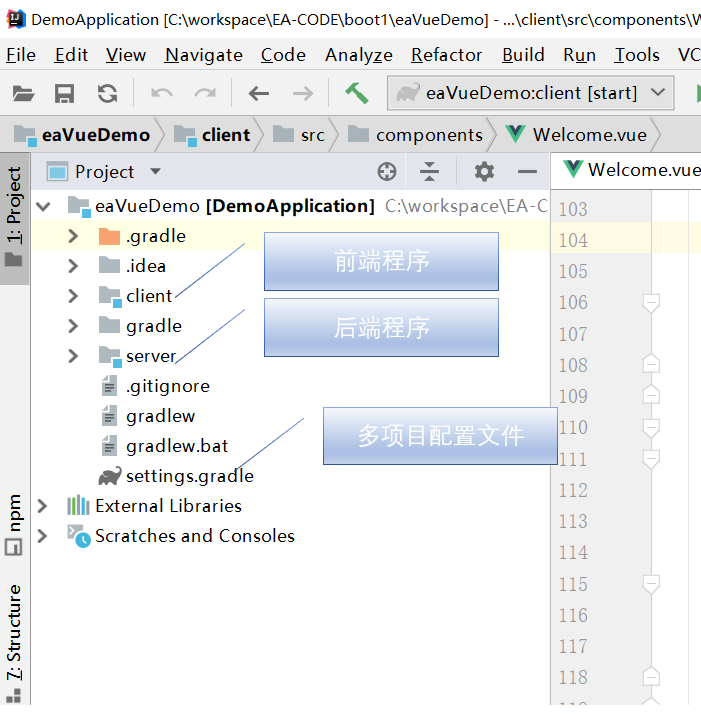 DemoApplication [C:\workspace\EA-CODE\boot1\eaVueDemo] - ...\client\src\components\W
File Edit View Navigate Code Analyze Refactor Build Run Tools VC
eaVueDemo:client [start]
eaVueDemo client src components Welcome.vue
1: Project
Project
Welcome.vue
eaVueDemo [DemoApplication] C:\workspace\EA-C
.gradle
.idea
client
gradle
server
.gitignore
gradlew
gradlew.bat
settings.gradle
External Libraries
Scratches and Consoles
前端程序
后端程序
多项目配置文件
npm
7: Structure
103
104
105
106
107
108
109
110
111
112
113
114
115
116
117
118